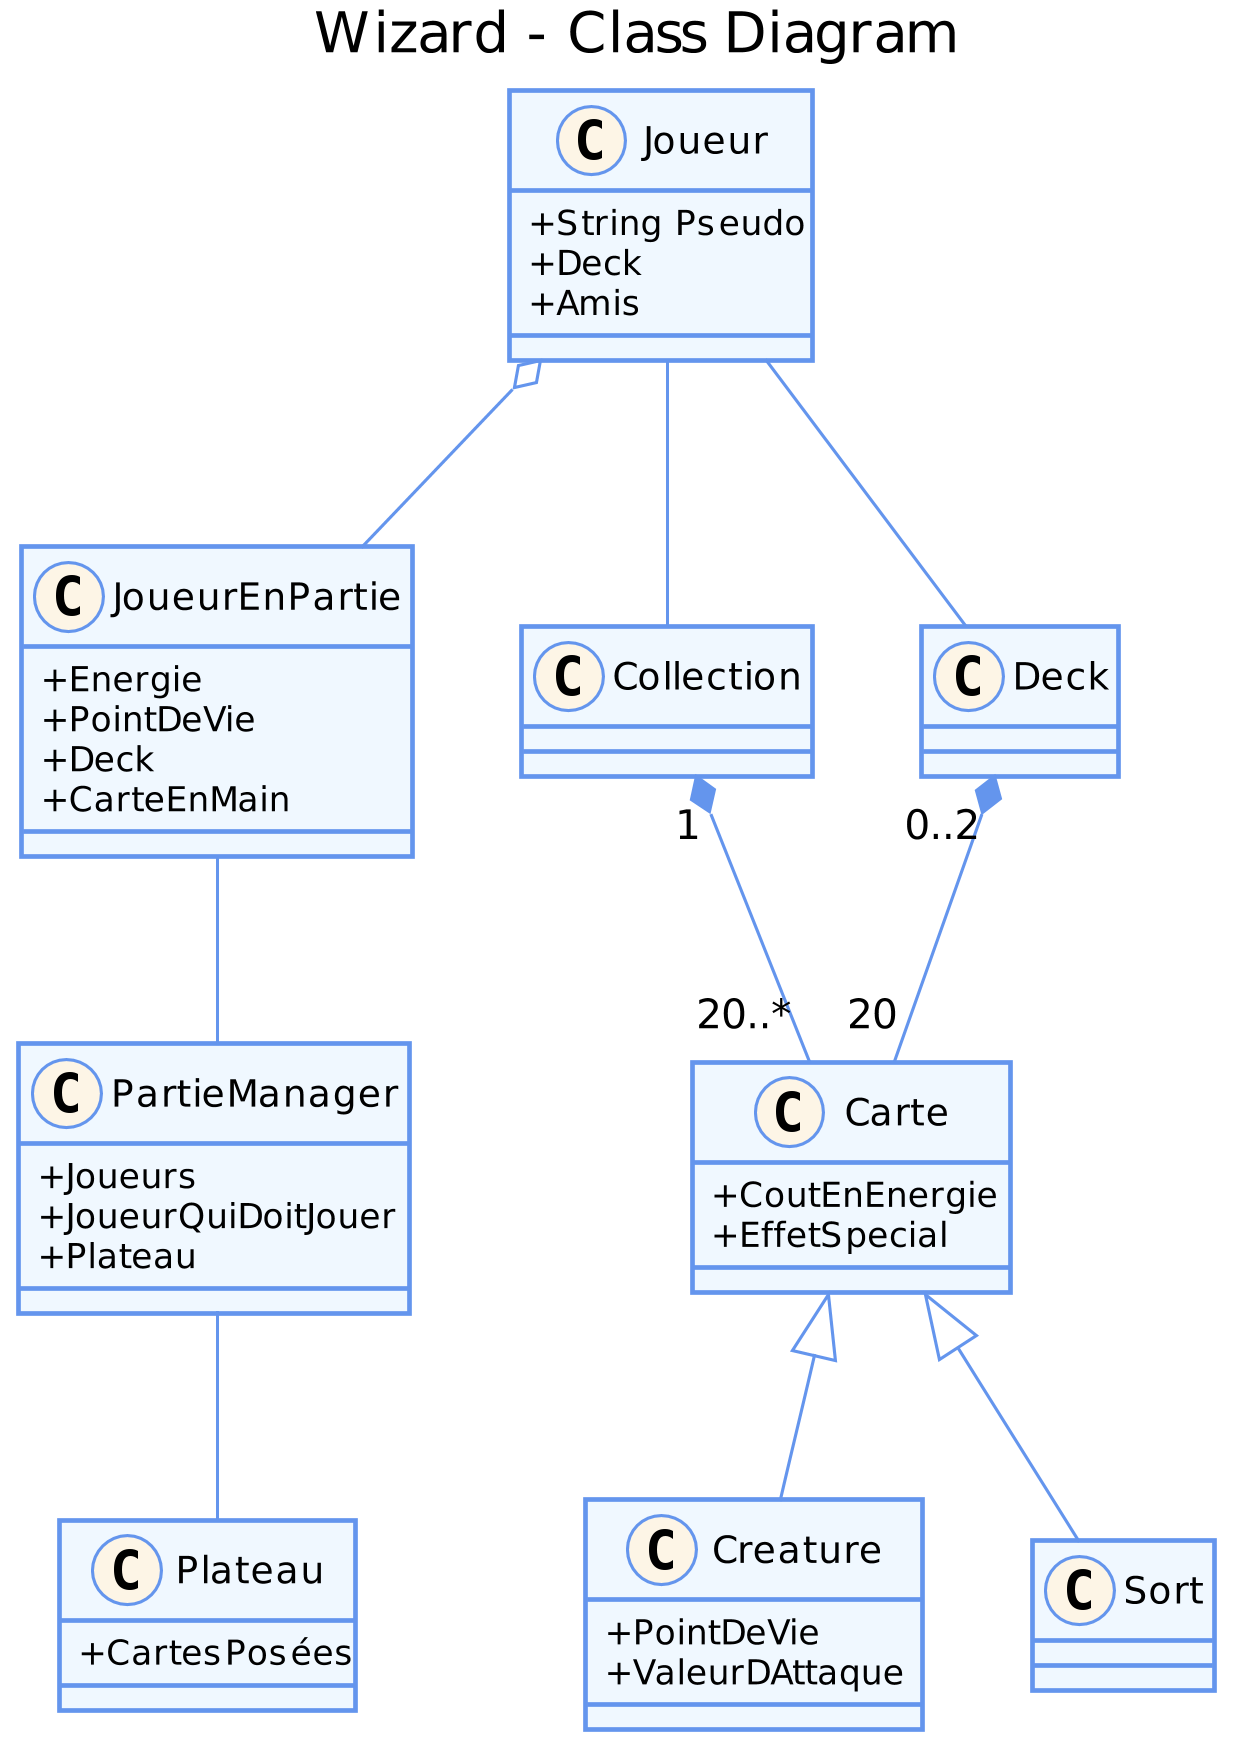 Wizard - Class Diagram
C Joueur
+String Pseudo
+Deck
+Amis
C JoueurEnPartie
+Energie
+PointDeVie
+Deck
+CarteEnMain
C Collection
C Deck
1
0..2
20..*
20
C PartieManager
+Joueurs
+JoueurQuiDoitJouer
+Plateau
C Carte
+CoutEnEnergie
+EffetSpecial
C Plateau
+CartesPosées
C Creature
+PointDeVie
+ValeurDAttaque
C Sort